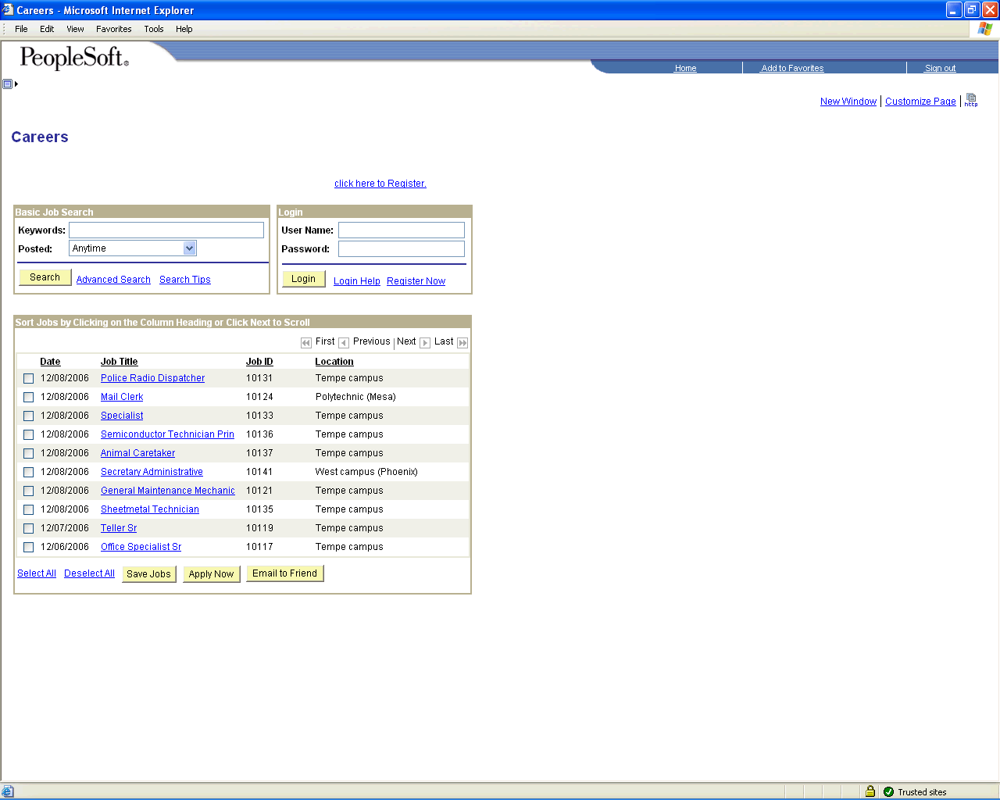 Careers - Microsoft Internet Explorer
File Edit View Favorites Tools Help
PeopleSoft®
Home Add to Favorites Sign out
New Window | Customize Page | http
Careers
click here to Register.
Basic Job Search
Keywords:
Posted: Anytime
Search Advanced Search Search Tips
Login
User Name:
Password:
Login Login Help Register Now
Sort Jobs by Clicking on the Column Heading or Click Next to Scroll
First Previous | Next Last
Date Job Title Job ID Location
12/08/2006 Police Radio Dispatcher 10131 Tempe campus
12/08/2006 Mail Clerk 10124 Polytechnic (Mesa)
12/08/2006 Specialist 10133 Tempe campus
12/08/2006 Semiconductor Technician Prin 10136 Tempe campus
12/08/2006 Animal Caretaker 10137 Tempe campus
12/08/2006 Secretary Administrative 10141 West campus (Phoenix)
12/08/2006 General Maintenance Mechanic 10121 Tempe campus
12/08/2006 Sheetmetal Technician 10135 Tempe campus
12/07/2006 Teller Sr 10119 Tempe campus
12/06/2006 Office Specialist Sr 10117 Tempe campus
Select All Deselect All Save Jobs Apply Now Email to Friend
Trusted sites